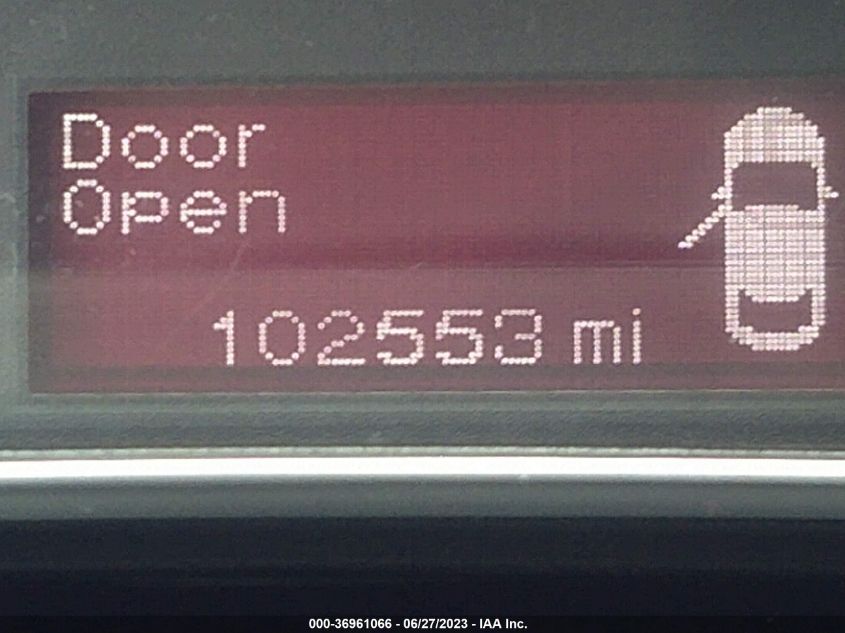 Door
Open
102553 mi
000-36961066 - 06/27/2023 - IAA Inc.